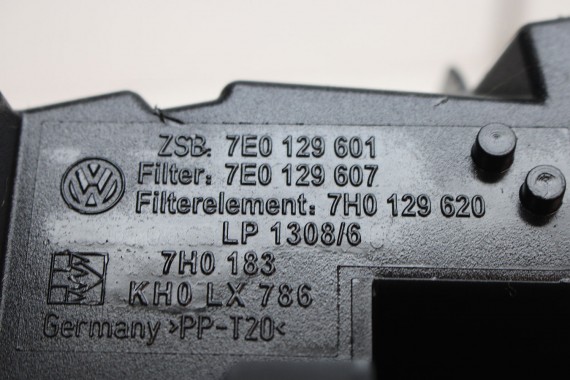 ZSB. 7E0 129 601
Filter: 7E0 129 607
Filterelement: 7H0 129 620
LP 1308/6
7H0 183
KH0 LX 786
Germany >PP-T20<